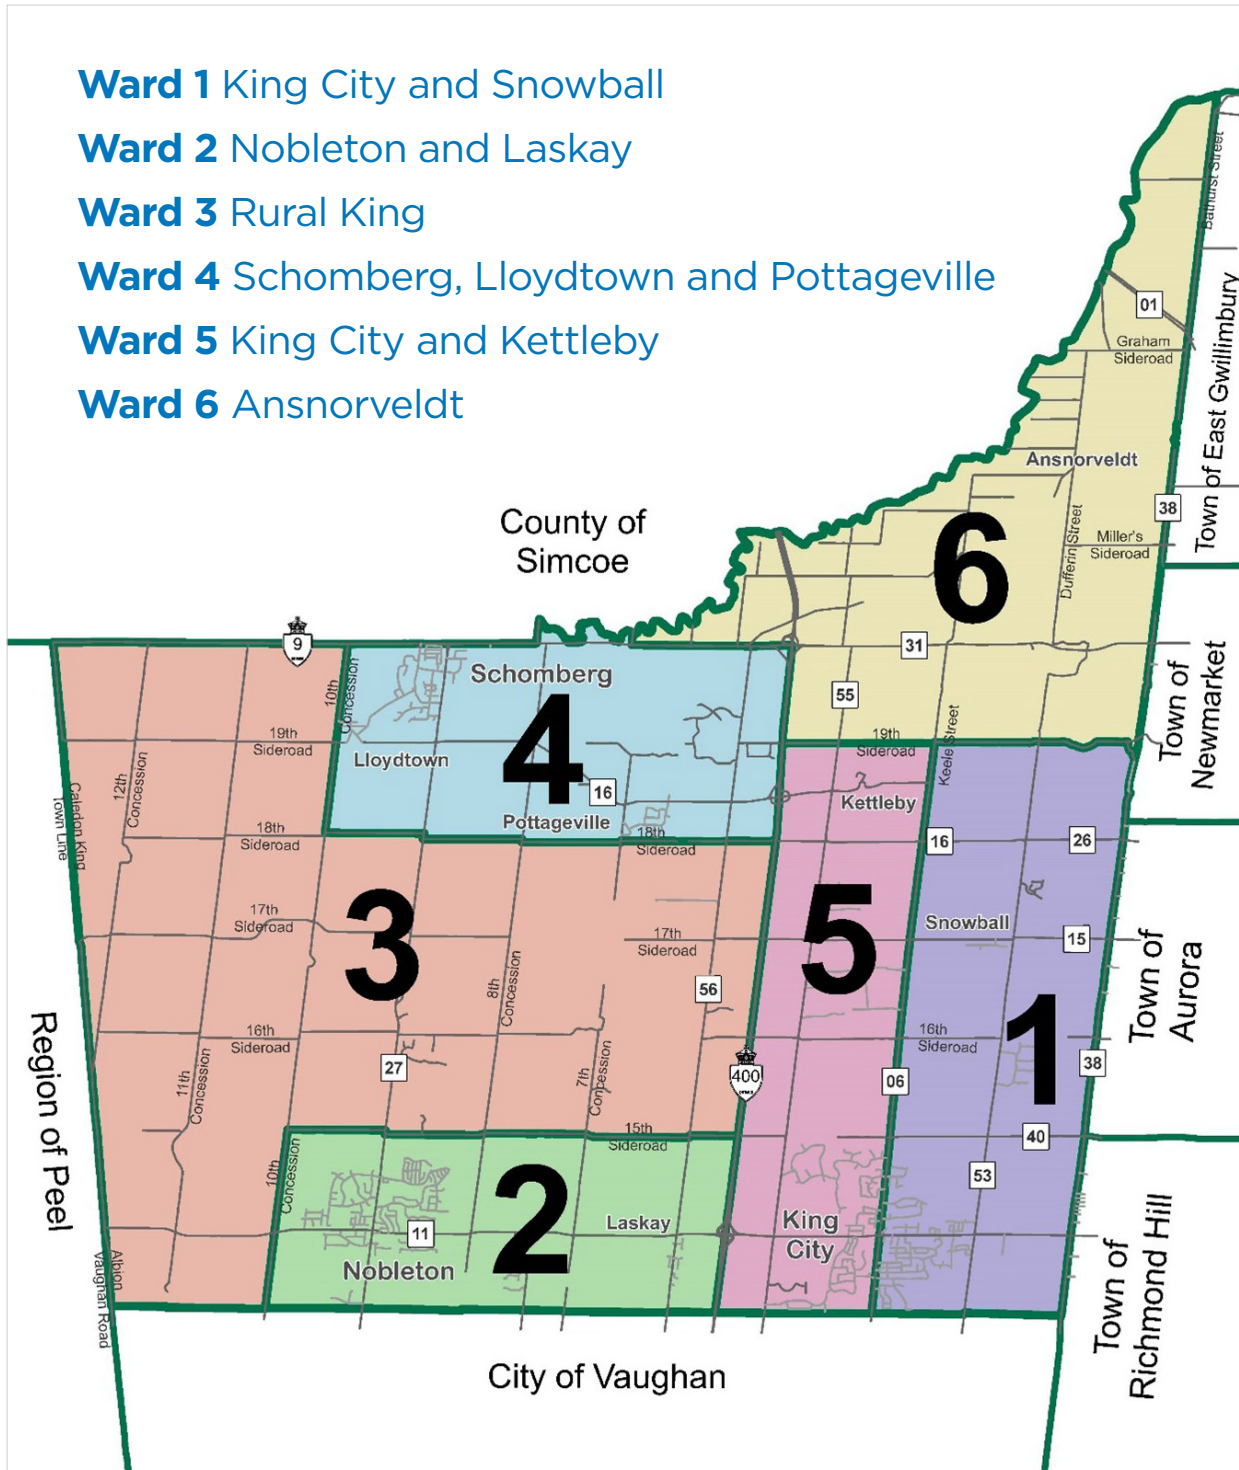 Ward 1 King City and Snowball
Ward 2 Nobleton and Laskay
Ward 3 Rural King
Ward 4 Schomberg, Lloydtown and Pottageville
Ward 5 King City and Kettleby
Ward 6 Ansnorveldt
Bathurst Street
01
Graham
Sideroad
Town of East Gwillimbury
Ansnorveldt
38
County of
Simcoe
6
Dufferin Street
Miller's
Sideroad
9
31
Town of
Newmarket
10th
Concession
Schomberg
4
55
19th
Sideroad
Lloydtown
19th
Sideroad
Keele Street
12th
Concession
16
Kettleby
Caledon King
Town Line
Pottageville
18th
Sideroad
18th
Sideroad
16
26
3
5
17th
Sideroad
Snowball
17th
Sideroad
15
Town of
Aurora
8th
Concession
56
1
Region of Peel
16th
Sideroad
16th
Sideroad
27
400
06
38
11th
Concession
7th
Concession
15th
Sideroad
40
10th
Concession
2
53
11
Laskay
King
City
Nobleton
Albion
Vaughan Road
Town of
Richmond Hill
City of Vaughan